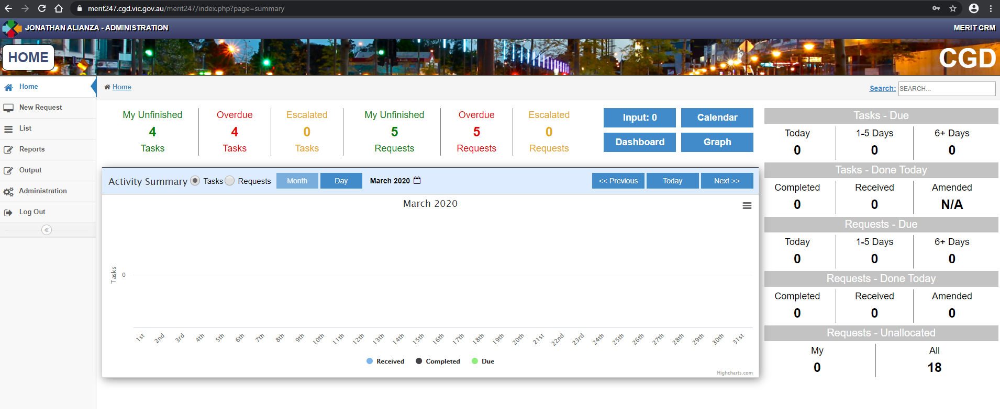 merit247.cgd.vic.gov.au/merit247/index.php?page=summary
JONATHAN ALIANZA - ADMINISTRATION
MERIT CRM
HOME
CGD
Home
New Request
List
Reports
Output
Administration
Log Out
Home
Search: SEARCH...
My Unfinished
4
Tasks
Overdue
4
Tasks
Escalated
0
Tasks
My Unfinished
5
Requests
Overdue
5
Requests
Escalated
0
Requests
Input: 0
Calendar
Dashboard
Graph
Activity Summary Tasks Requests Month Day March 2020 << Previous Today Next >>
March 2020
Tasks
0
1st 2nd 3rd 4th 5th 6th 7th 8th 9th 10th 11th 12th 13th 14th 15th 16th 17th 18th 19th 20th 21st 22nd 23rd 24th 25th 26th 27th 28th 29th 30th 31st
Received Completed Due
Highcharts.com
Tasks - Due
Today 1-5 Days 6+ Days
0 0 0
Tasks - Done Today
Completed Received Amended
0 0 N/A
Requests - Due
Today 1-5 Days 6+ Days
0 0 0
Requests - Done Today
Completed Received Amended
0 0 0
Requests - Unallocated
My All
0 18